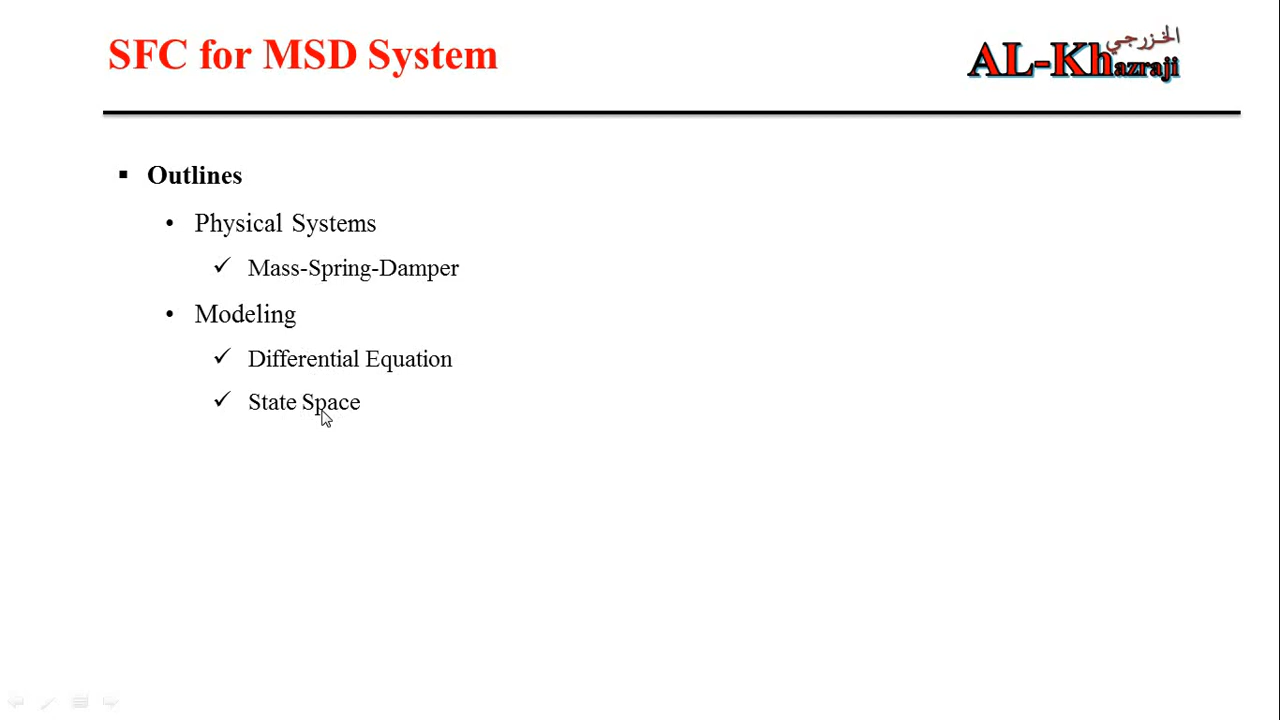 SFC for MSD System
الخزرجي
AL-Khazraji
Outlines
Physical Systems
Mass-Spring-Damper
Modeling
Differential Equation
State Space